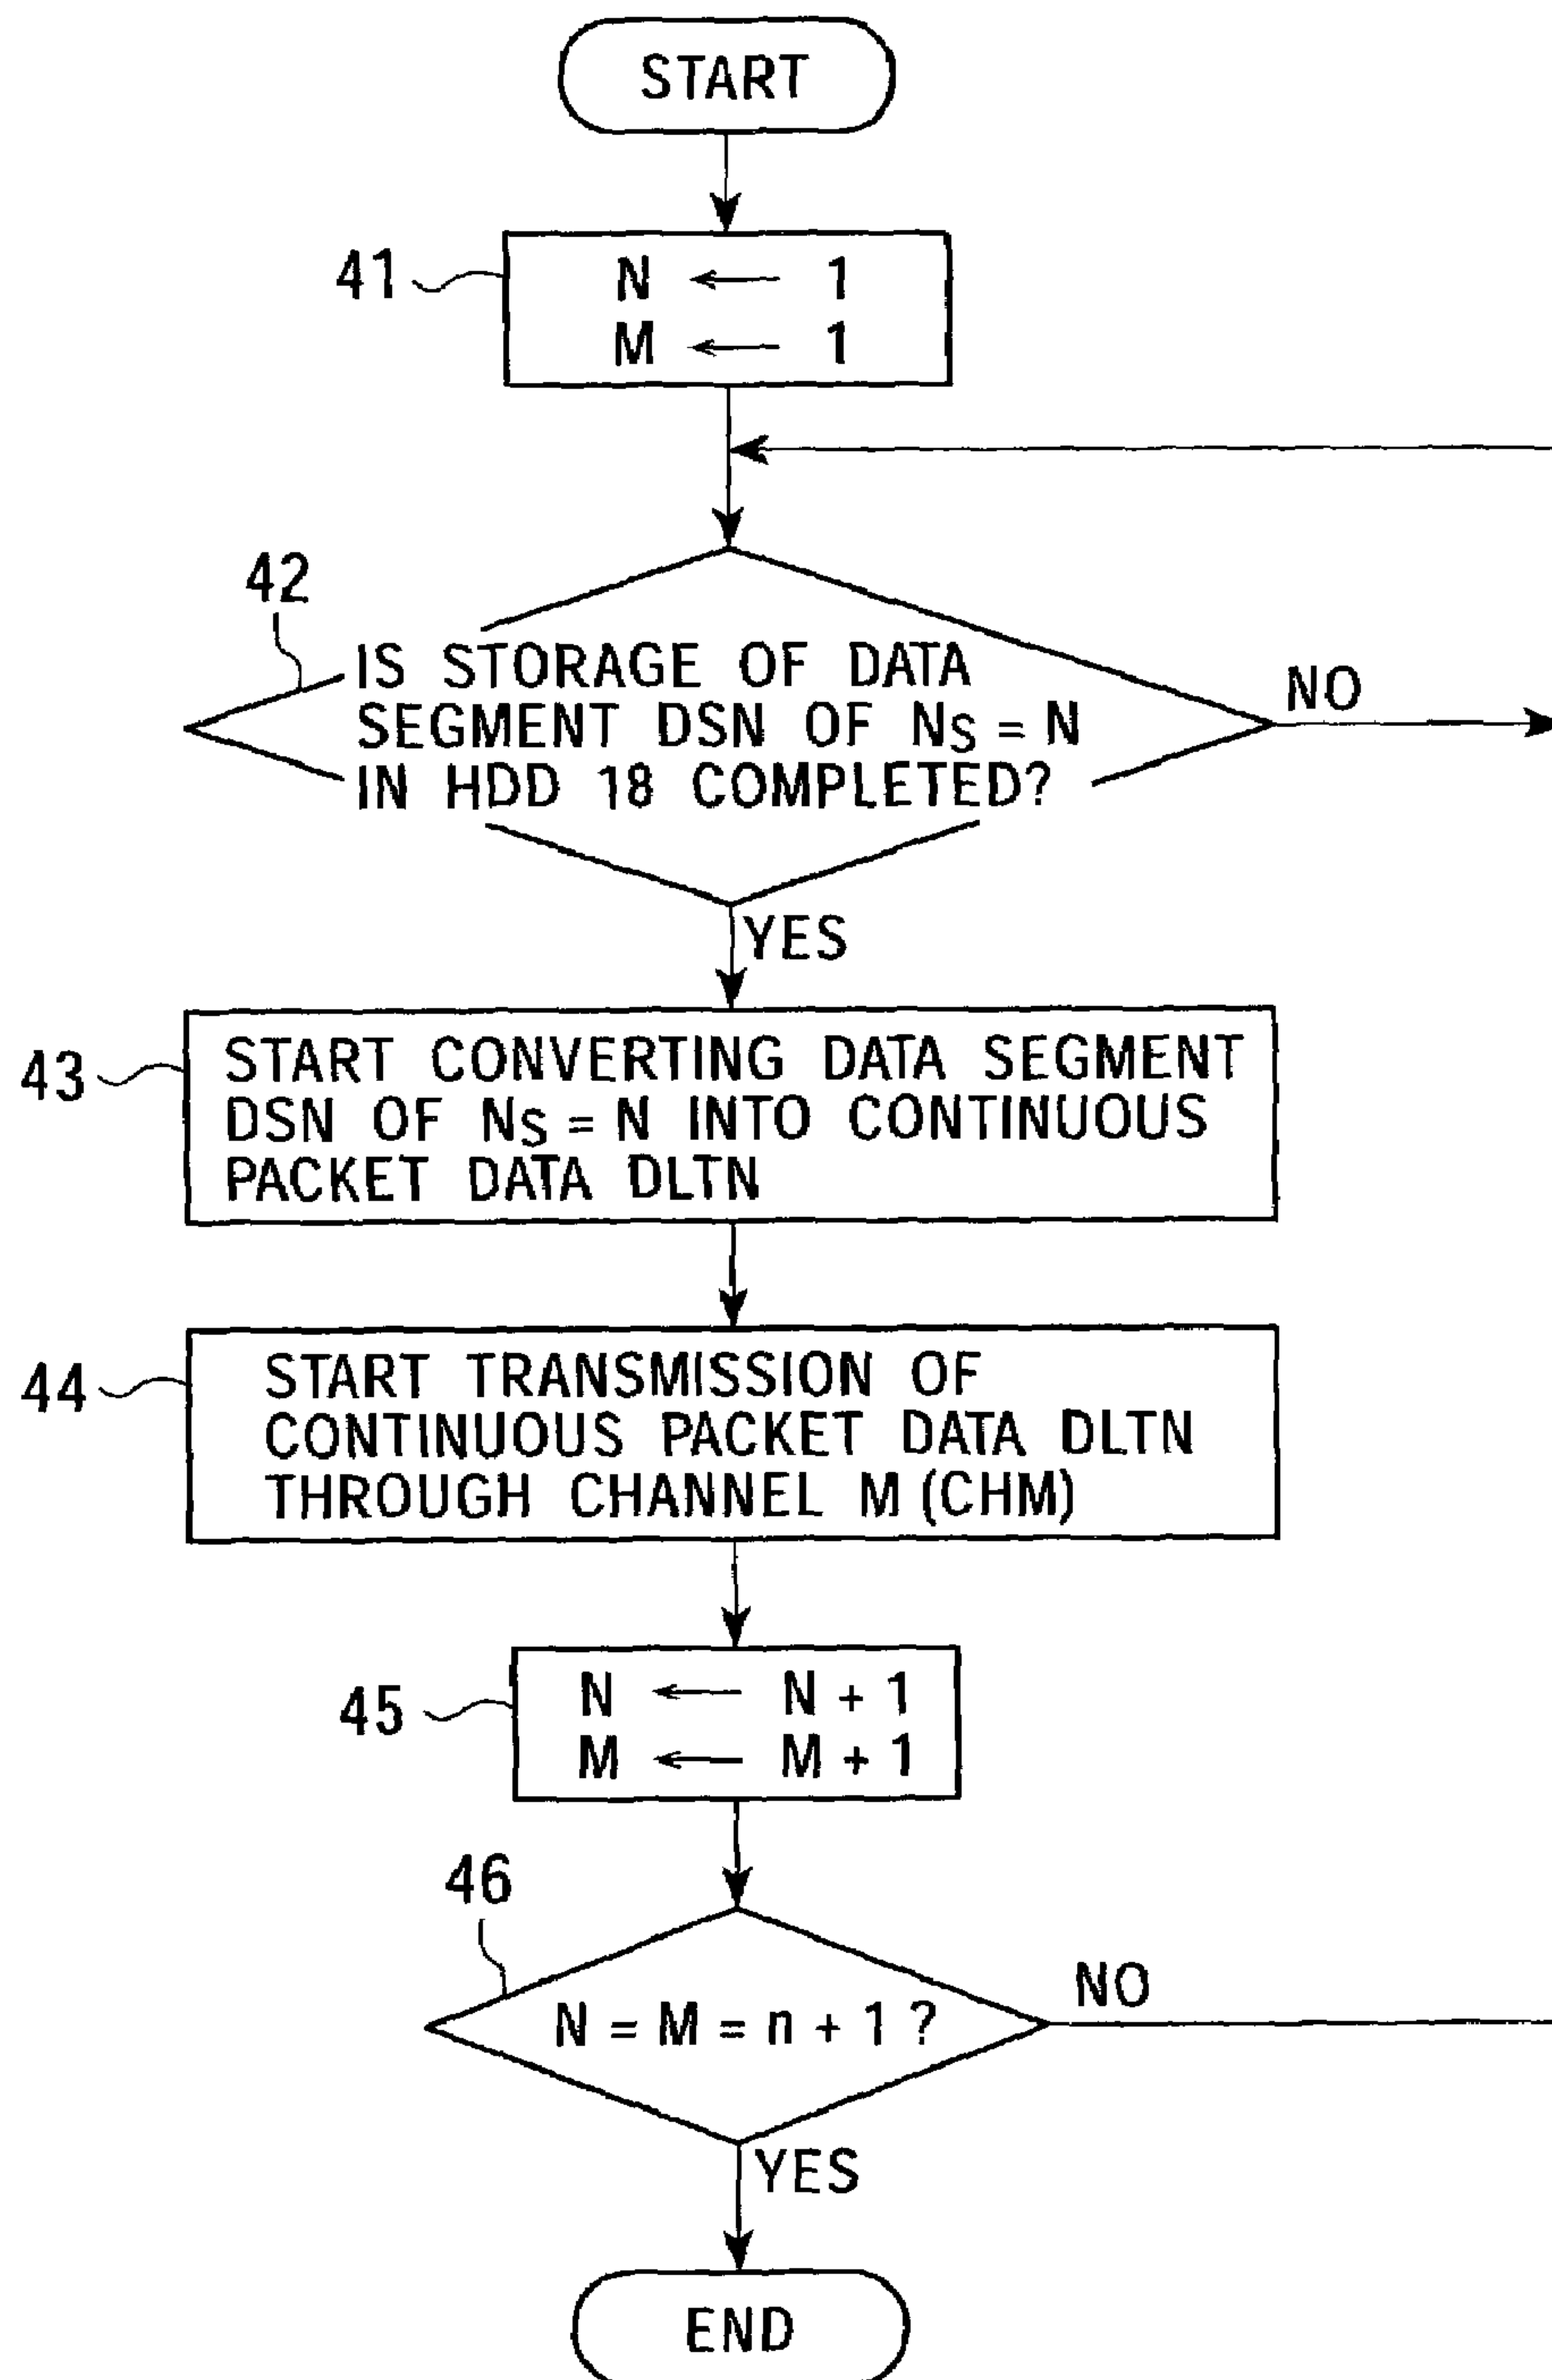 START
41
N ← 1
M ← 1
42
IS STORAGE OF DATA
SEGMENT DSN OF NS = N
IN HDD 18 COMPLETED?
NO
YES
43
START CONVERTING DATA SEGMENT
DSN OF NS = N INTO CONTINUOUS
PACKET DATA DLTN
44
START TRANSMISSION OF
CONTINUOUS PACKET DATA DLTN
THROUGH CHANNEL M (CHM)
45
N ← N + 1
M ← M + 1
46
N = M = n + 1 ?
NO
YES
END